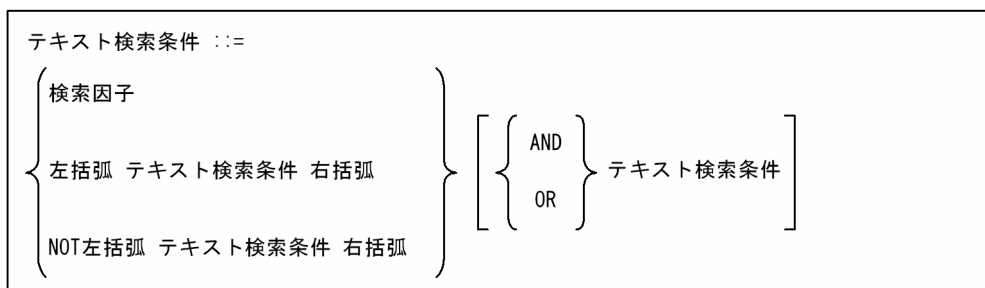 テキスト検索条件 ::=
検索因子
左括弧 テキスト検索条件 右括弧
NOT左括弧 テキスト検索条件 右括弧
AND
OR
テキスト検索条件